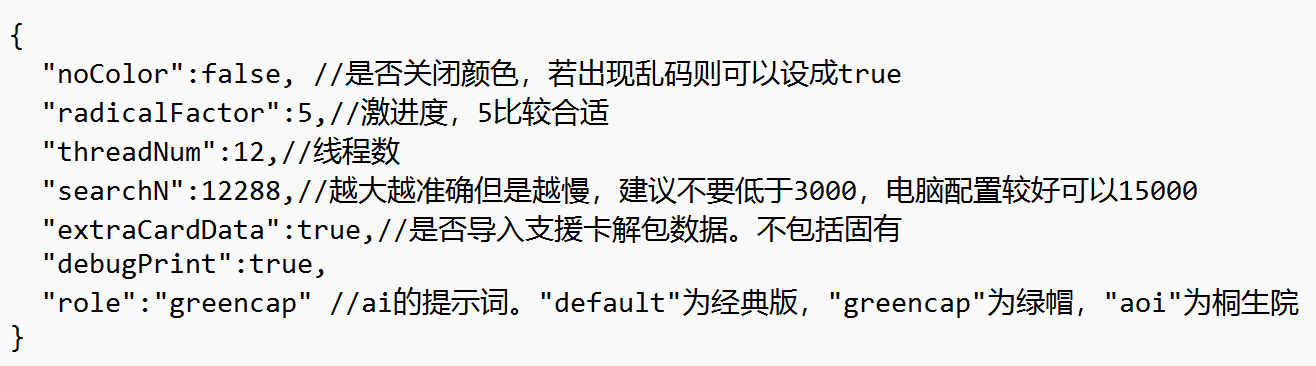 {
  "noColor":false, //是否关闭颜色，若出现乱码则可以设成true
  "radicalFactor":5,//激进度，5比较合适
  "threadNum":12,//线程数
  "searchN":12288,//越大越准确但是越慢，建议不要低于3000，电脑配置较好可以15000
  "extraCardData":true,//是否导入支援卡解包数据。不包括固有
  "debugPrint":true,
  "role":"greencap" //ai的提示词。"default"为经典版，"greencap"为绿帽，"aoi"为桐生院
}